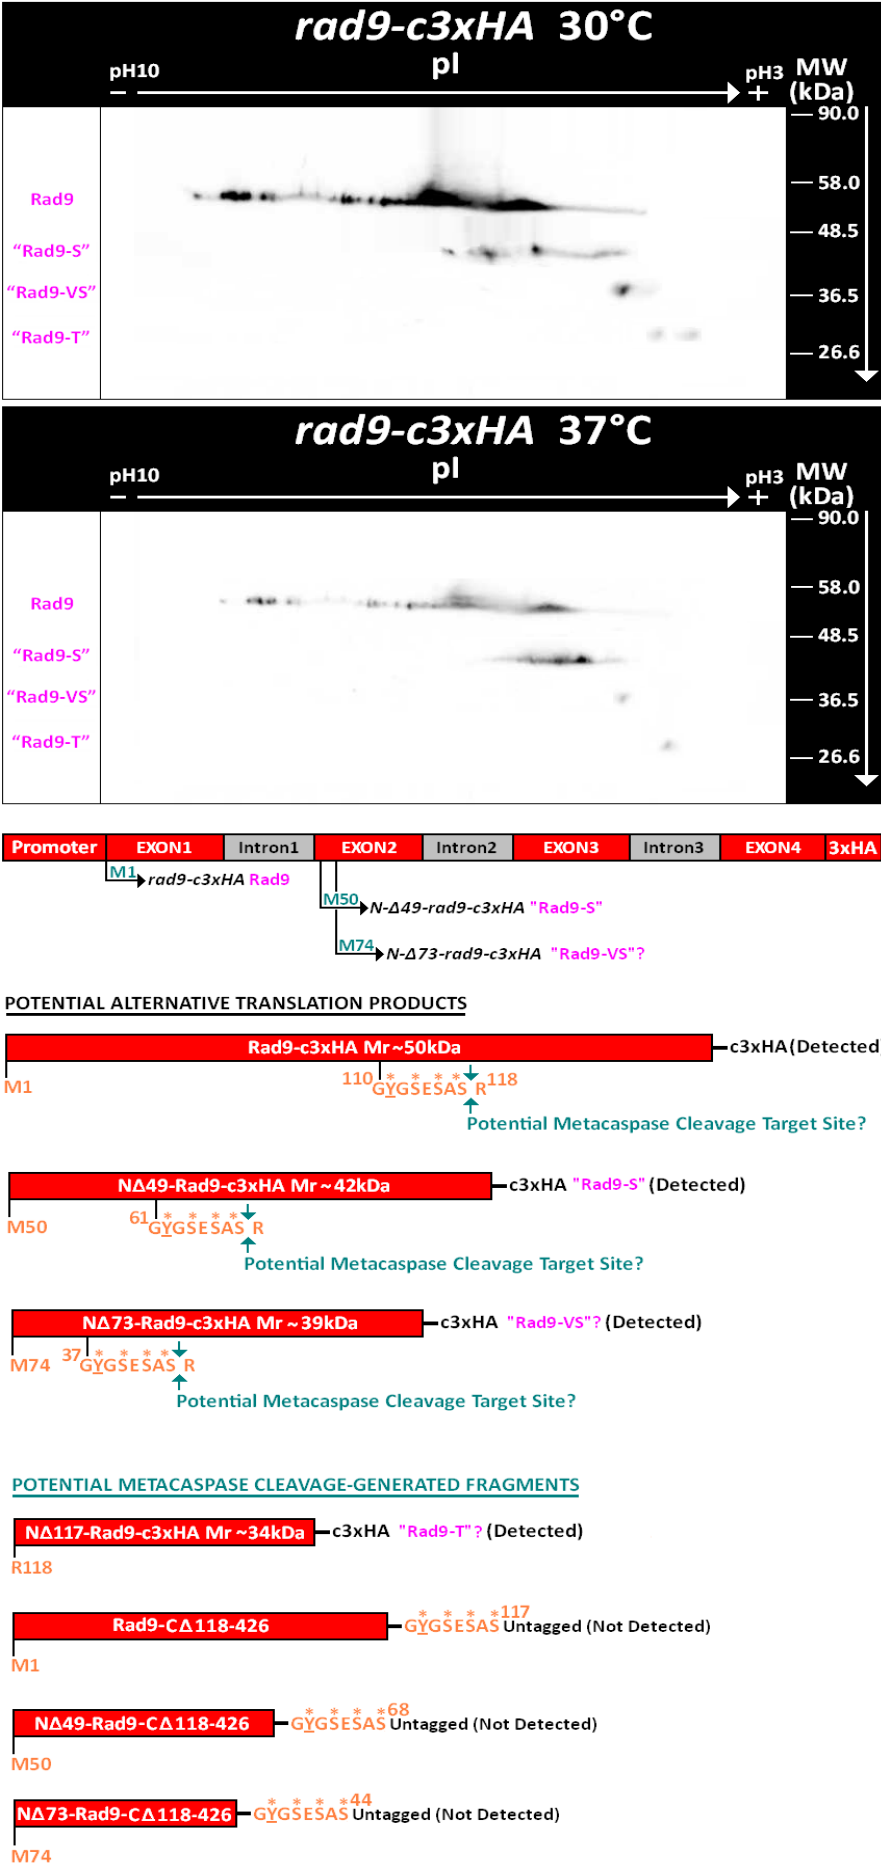 rad9-c3xHA 30°C
pI
pH10
pH3
MW
(kDa)
90.0
58.0
48.5
36.5
26.6
Rad9
“Rad9-S”
“Rad9-VS”
“Rad9-T”
rad9-c3xHA 37°C
pI
pH10
pH3
MW
(kDa)
90.0
58.0
48.5
36.5
26.6
Rad9
“Rad9-S”
“Rad9-VS”
“Rad9-T”
Promoter EXON1 Intron1 EXON2 Intron2 EXON3 Intron3 EXON4 3xHA
M1 rad9-c3xHA Rad9
M50 N-Δ49-rad9-c3xHA "Rad9-S"
M74 N-Δ73-rad9-c3xHA "Rad9-VS"?
POTENTIAL ALTERNATIVE TRANSLATION PRODUCTS
Rad9-c3xHA Mr~50kDa c3xHA(Detected
M1
110 GYGSESAS R 118
* * * *
Potential Metacaspase Cleavage Target Site?
NΔ49-Rad9-c3xHA Mr~42kDa c3xHA "Rad9-S" (Detected)
M50
61 GYGSESAS R
* * * *
Potential Metacaspase Cleavage Target Site?
NΔ73-Rad9-c3xHA Mr~39kDa c3xHA "Rad9-VS"? (Detected)
M74
37 GYGSESAS R
* * * *
Potential Metacaspase Cleavage Target Site?
POTENTIAL METACASPASE CLEAVAGE-GENERATED FRAGMENTS
NΔ117-Rad9-c3xHA Mr ~34kDa c3xHA "Rad9-T"? (Detected)
R118
Rad9-CΔ118-426 GYGSESAS 117 Untagged (Not Detected)
* * * *
M1
NΔ49-Rad9-CΔ118-426 GYGSESAS 68 Untagged (Not Detected)
* * * *
M50
NΔ73-Rad9-CΔ118-426 GYGSESAS 44 Untagged (Not Detected)
* * * *
M74